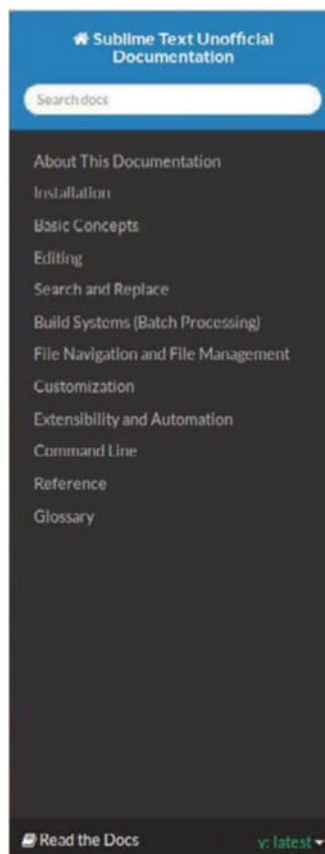 Sublime Text Unofficial
Documentation
Search docs
About This Documentation
Installation
Basic Concepts
Editing
Search and Replace
Build Systems (Batch Processing)
File Navigation and File Management
Customization
Extensibility and Automation
Command Line
Reference
Glossary
Read the Docs v: latest